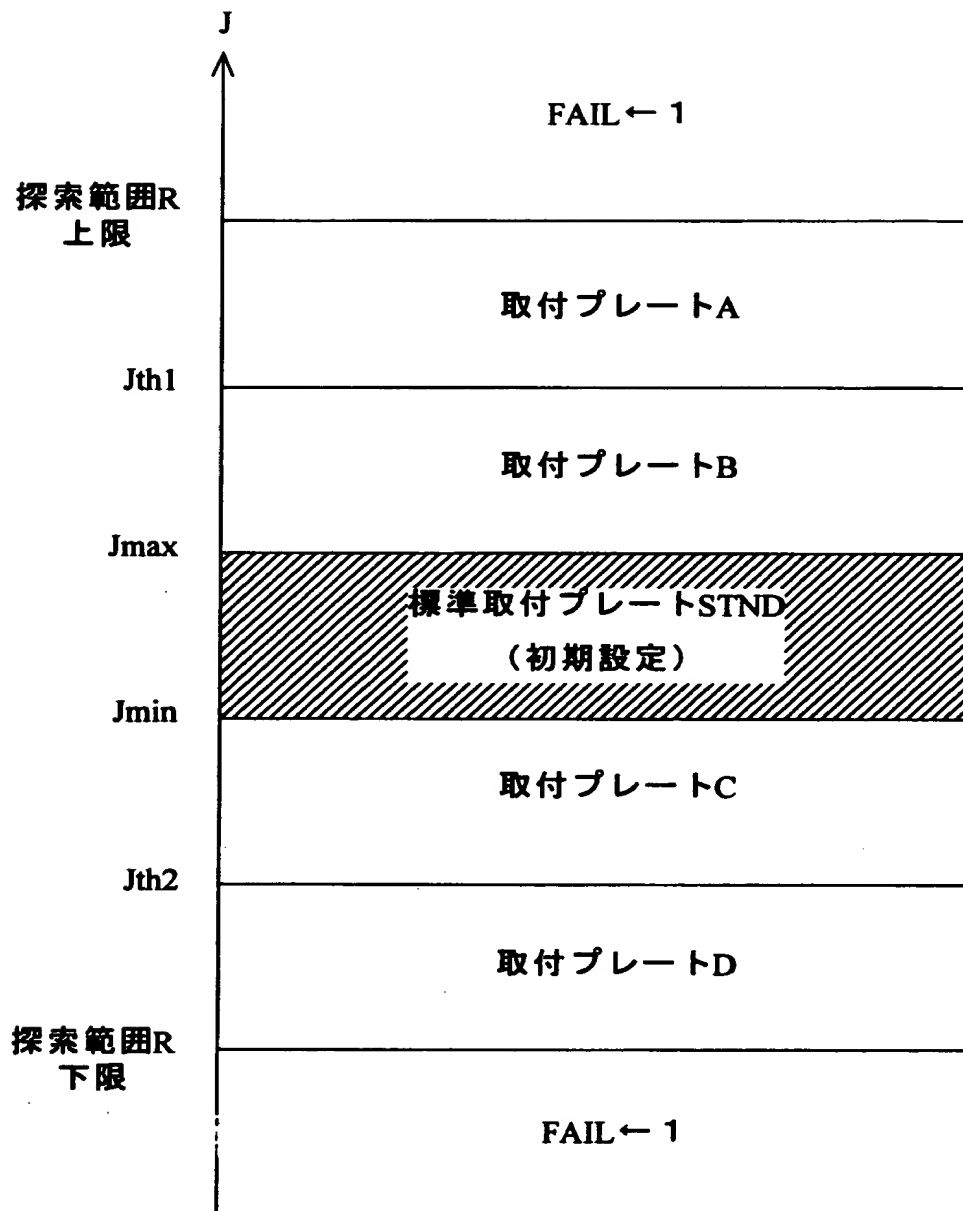 J
FAIL← 1
探索範囲R
上限
取付プレートA
Jth1
取付プレートB
Jmax
標準取付プレートSTND
（初期設定）
Jmin
取付プレートC
Jth2
取付プレートD
探索範囲R
下限
FAIL← 1